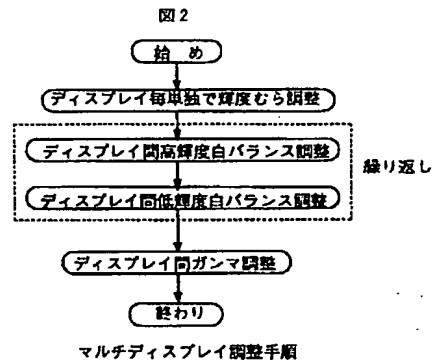 図2
始め
ディスプレイ毎単独で輝度むら調整
ディスプレイ間高輝度白バランス調整
繰り返し
ディスプレイ間低輝度白バランス調整
ディスプレイ間ガンマ調整
終わり
マルチディスプレイ調整手順